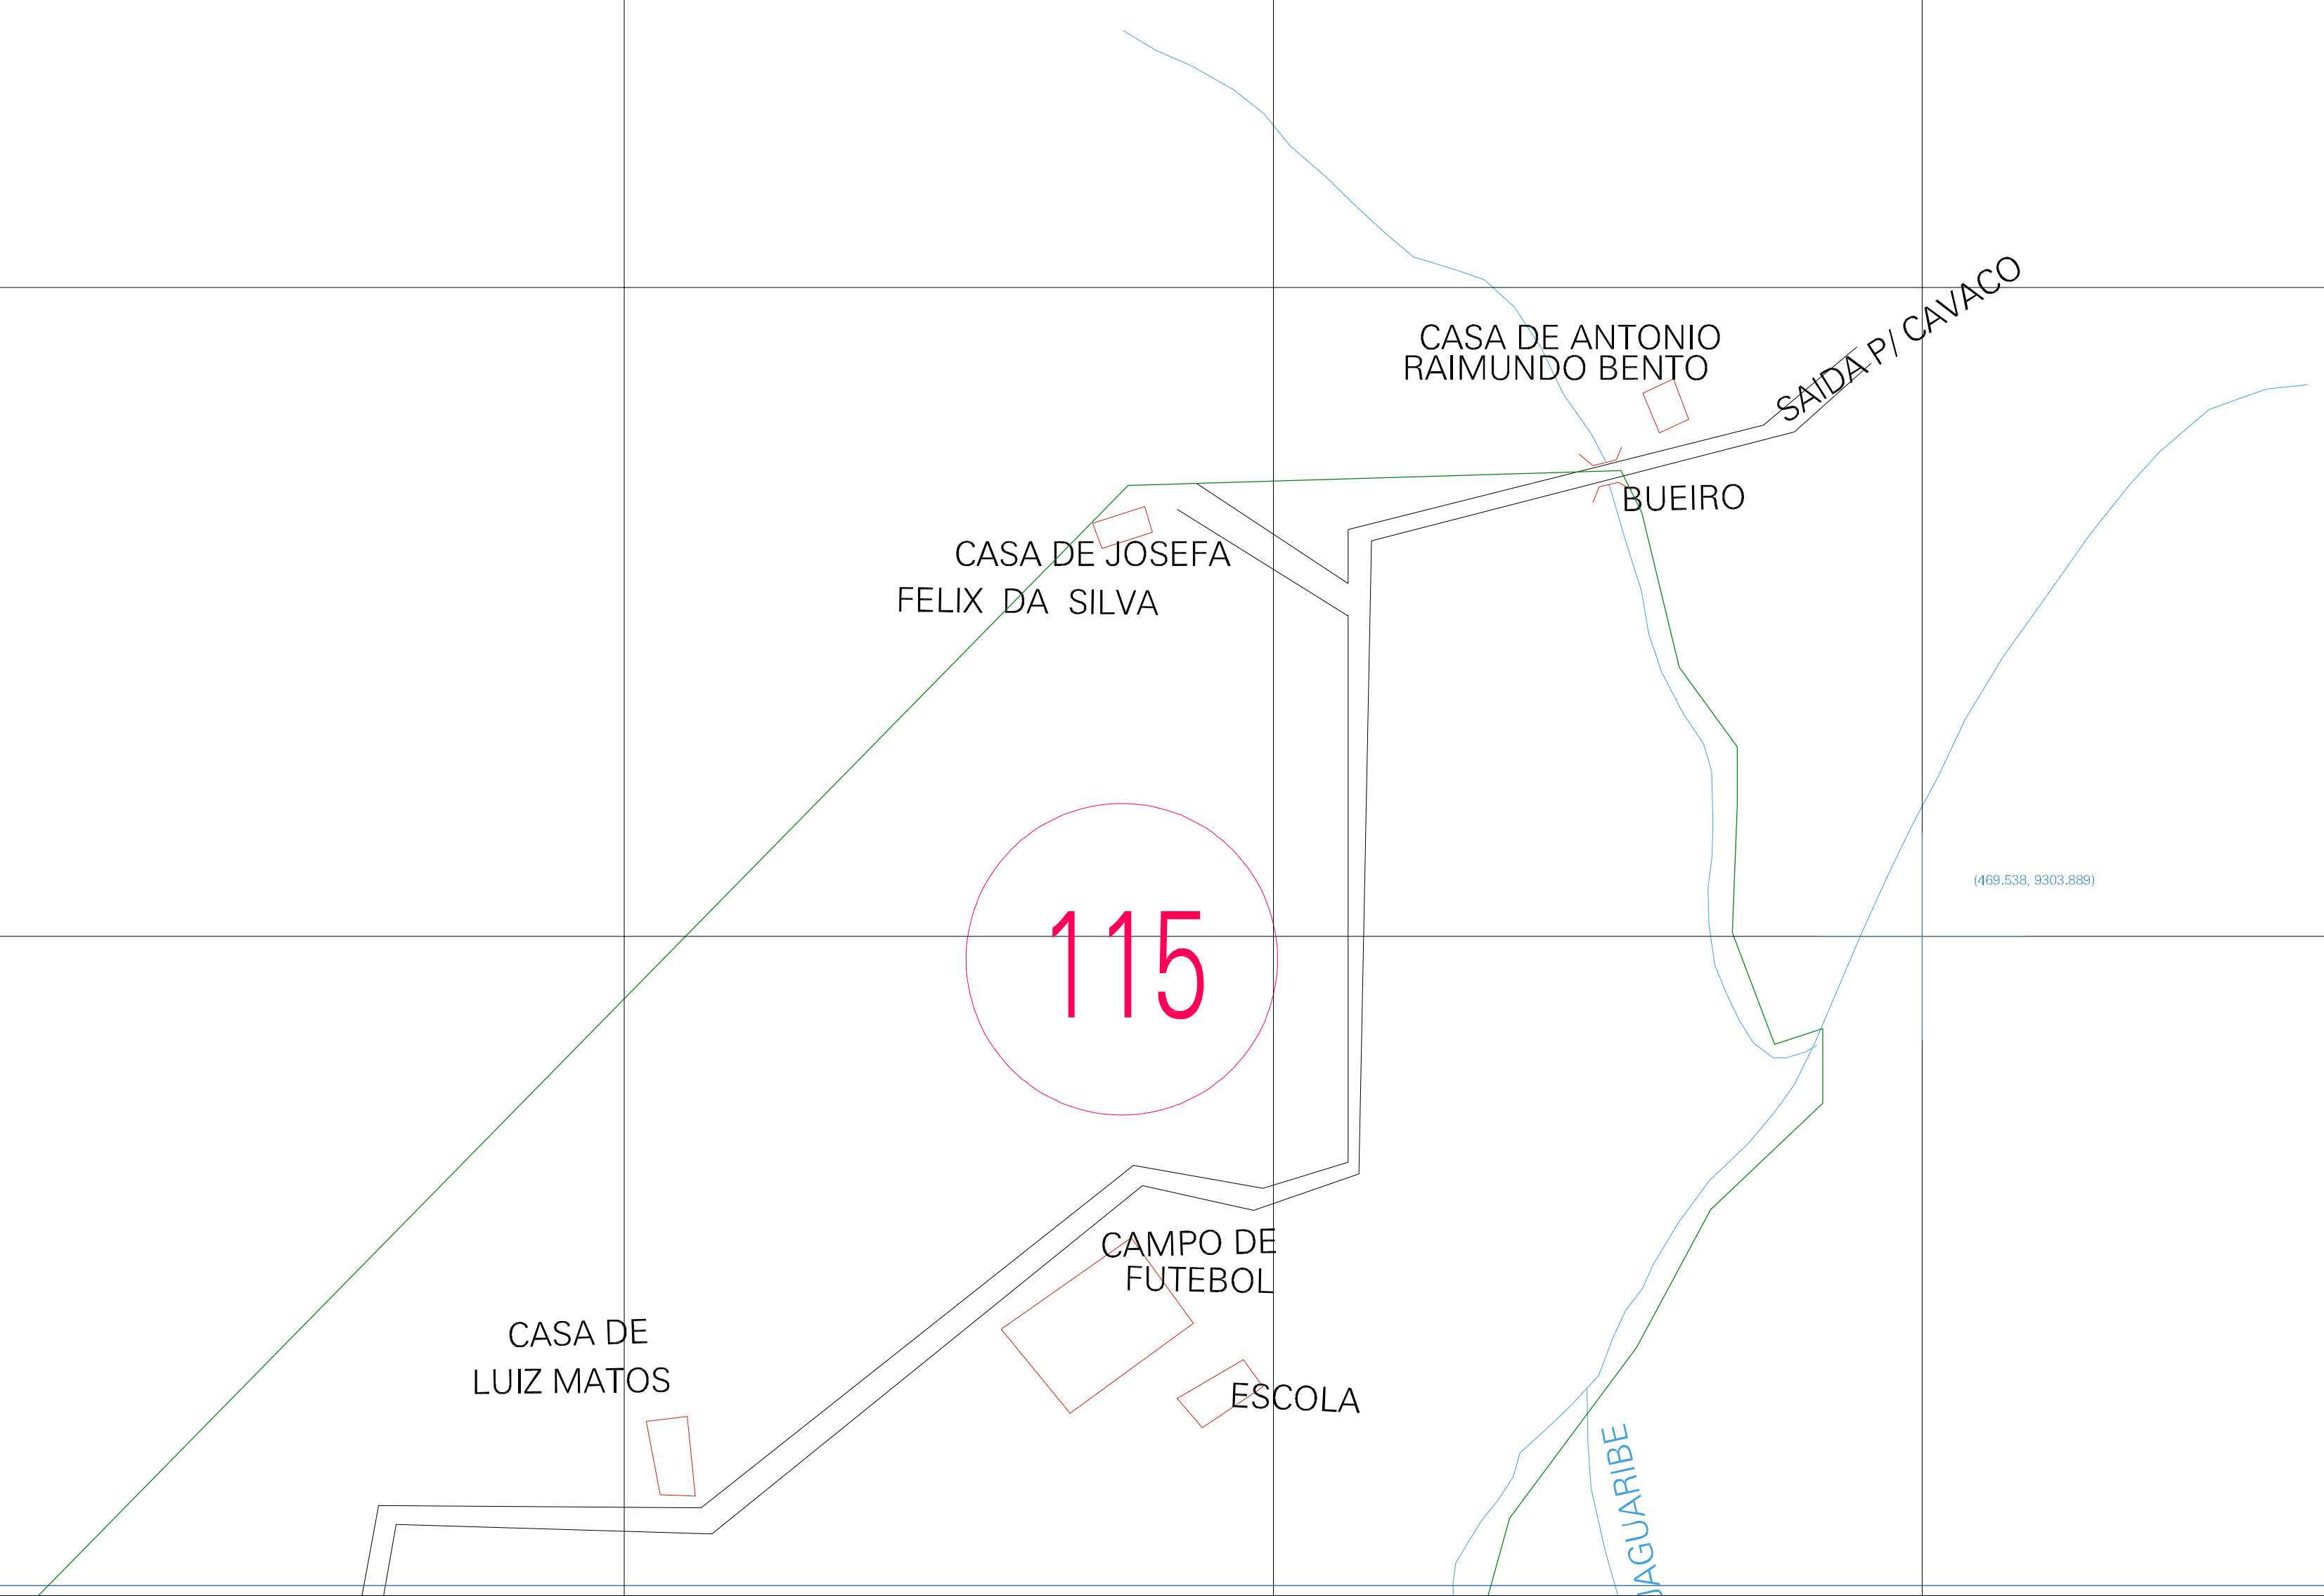 SAIDA P/ CAVACO
CASA DE ANTONIO
RAIMUNDO BENTO
BUEIRO
CASA DE JOSEFA
FELIX DA SILVA
(469.538, 9303.889)
115
CAMPO DE
FUTEBOL
CASA DE
LUIZ MATOS
ESCOLA
JAGUARIBE